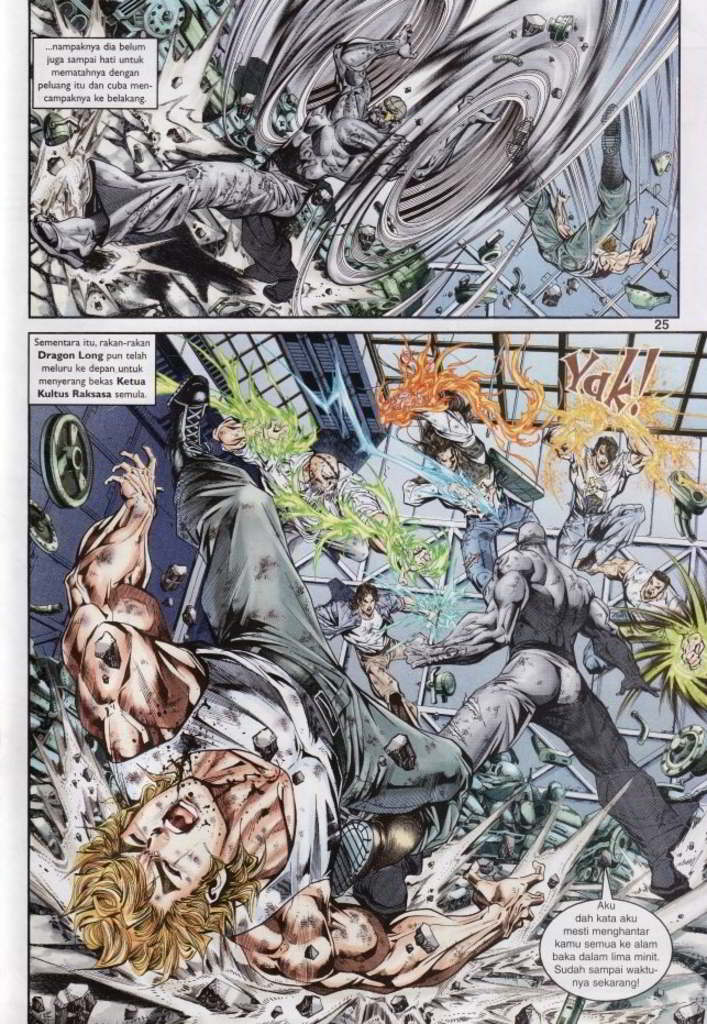 ...nampaknya dia belum
juga sampai hati untuk
mematahnya dengan
peluang itu dan cuba men-
campaknya ke belakang.
25
Sementara itu, rakan-rakan
Dragon Long pun telah
meluru ke depan untuk
menyerang bekas Ketua
Kultus Raksasa semula.
Yak!
Aku
dah kata aku
mesti menghantar
kamu semua ke alam
baka dalam lima minit.
Sudah sampai waktu-
nya sekarang!